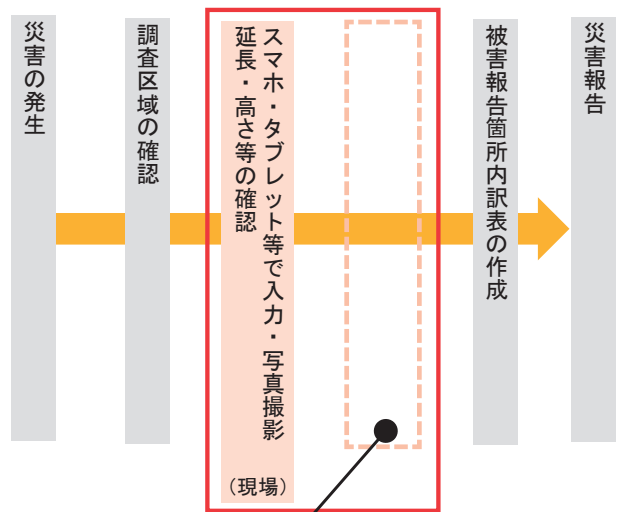 災害の発生
調査区域の確認
スマホ・タブレット等で入力・写真撮影
延長・高さ等の確認
（現場）
被害報告箇所内訳表の作成
災害報告